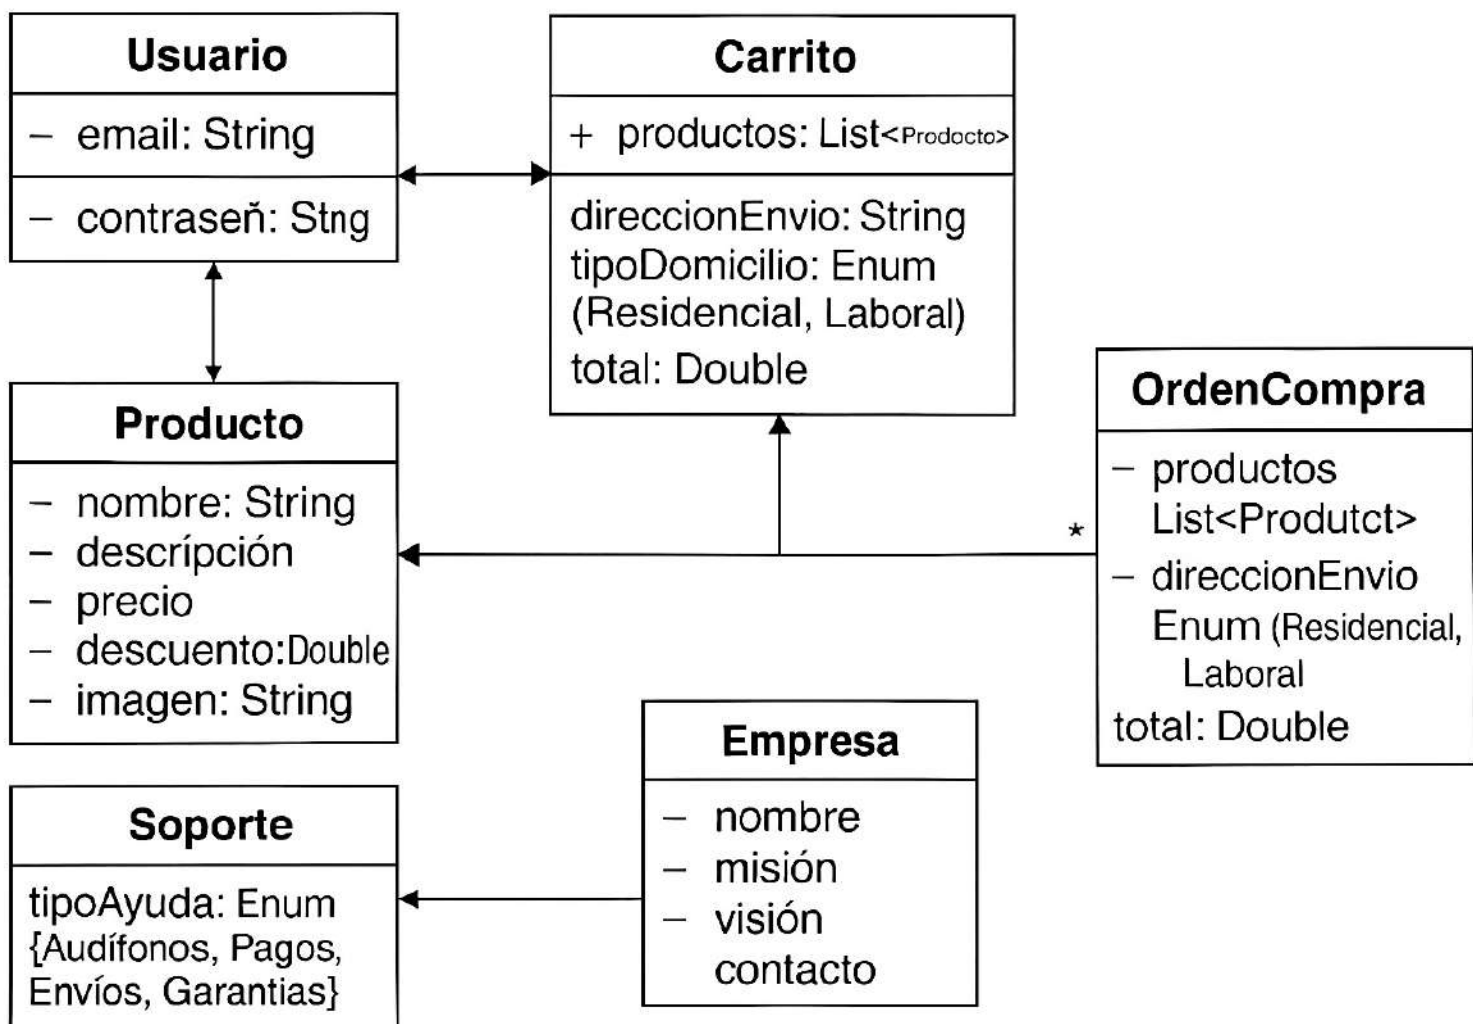 Usuario
– email: String
– contraseñ: Stng
Carrito
+ productos: List<Prodocto>
direccionEnvio: String
tipoDomicilio: Enum
(Residencial, Laboral)
total: Double
Producto
– nombre: String
– descrípción
– precio
– descuento:Double
– imagen: String
*
OrdenCompra
– productos
List<Produtct>
– direccionEnvio
Enum (Residencial,
Laboral
total: Double
Soporte
tipoAyuda: Enum
{Audífonos, Pagos,
Envíos, Garantias}
Empresa
– nombre
– misión
– visión
contacto